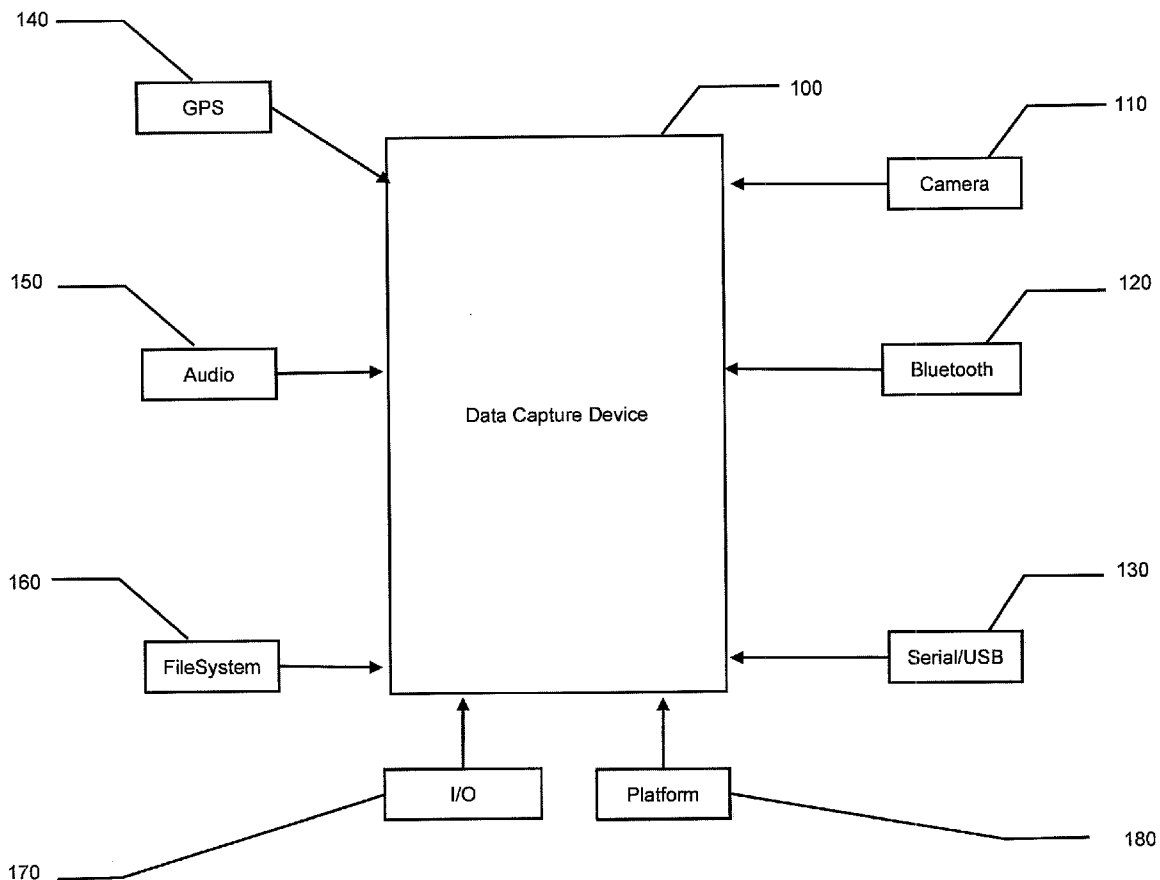 140
GPS
100
110
Camera
150
Audio
120
Bluetooth
Data Capture Device
160
FileSystem
130
Serial/USB
I/O
Platform
170
180